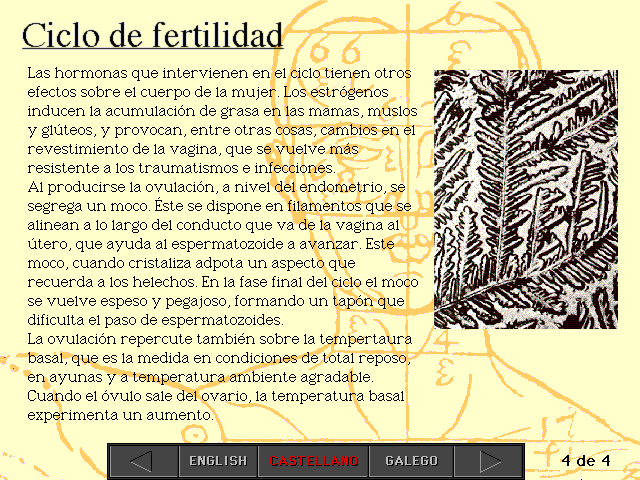 Ciclo de fertilidad
Las hormonas que intervienen en el ciclo tienen otros
efectos sobre el cuerpo de la mujer. Los estrógenos
inducen la acumulación de grasa en las mamas, muslos
y glúteos, y provocan, entre otras cosas, cambios en el
revestimiento de la vagina, que se vuelve más
resistente a los traumatismos e infecciones.
Al producirse la ovulación, a nivel del endometrio, se
segrega un moco. Éste se dispone en filamentos que se
alinean a lo largo del conducto que va de la vagina al
útero, que ayuda al espermatozoide a avanzar. Este
moco, cuando cristaliza adpota un aspecto que
recuerda a los helechos. En la fase final del ciclo el moco
se vuelve espeso y pegajoso, formando un tapón que
dificulta el paso de espermatozoides.
La ovulación repercute también sobre la tempertaura
basal, que es la medida en condiciones de total reposo,
en ayunas y a temperatura ambiente agradable.
Cuando el óvulo sale del ovario, la temperatura basal
experimenta un aumento.
ENGLISH CASTELLANO GALEGO
4 de 4